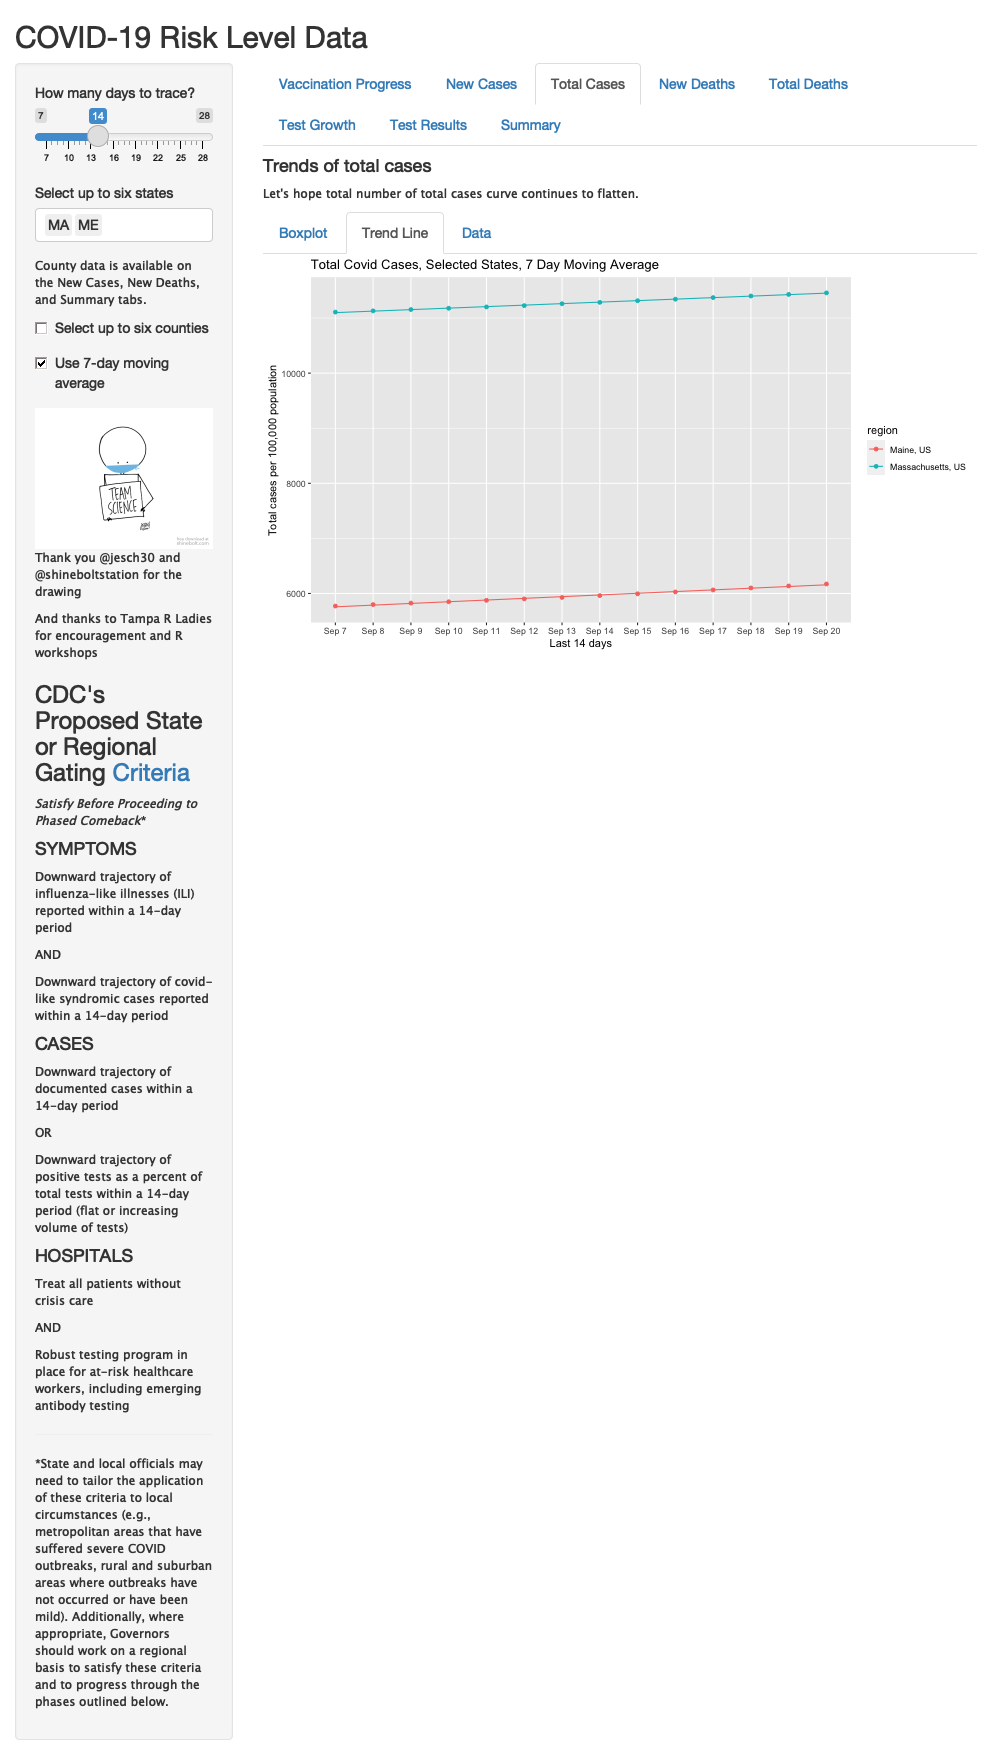 COVID-19 Risk Level Data
How many days to trace?
7 14 28
7 10 13 16 19 22 25 28
Select up to six states
MA ME
County data is available on
the New Cases, New Deaths,
and Summary tabs.
Select up to six counties
Use 7-day moving
average
TEAM
SCIENCE
free download at
shinebolt.com
Thank you @jesch30 and
@shineboltstation for the
drawing
And thanks to Tampa R Ladies
for encouragement and R
workshops
CDC's
Proposed State
or Regional
Gating Criteria
Satisfy Before Proceeding to
Phased Comeback*
SYMPTOMS
Downward trajectory of
influenza-like illnesses (ILI)
reported within a 14-day
period
AND
Downward trajectory of covid-
like syndromic cases reported
within a 14-day period
CASES
Downward trajectory of
documented cases within a
14-day period
OR
Downward trajectory of
positive tests as a percent of
total tests within a 14-day
period (flat or increasing
volume of tests)
HOSPITALS
Treat all patients without
crisis care
AND
Robust testing program in
place for at-risk healthcare
workers, including emerging
antibody testing
*State and local officials may
need to tailor the application
of these criteria to local
circumstances (e.g.,
metropolitan areas that have
suffered severe COVID
outbreaks, rural and suburban
areas where outbreaks have
not occurred or have been
mild). Additionally, where
appropriate, Governors
should work on a regional
basis to satisfy these criteria
and to progress through the
phases outlined below.
Vaccination Progress New Cases Total Cases New Deaths Total Deaths
Test Growth Test Results Summary
Trends of total cases
Let's hope total number of total cases curve continues to flatten.
Boxplot Trend Line Data
Total Covid Cases, Selected States, 7 Day Moving Average
Total cases per 100,000 population
10000
8000
6000
Sep 7 Sep 8 Sep 9 Sep 10 Sep 11 Sep 12 Sep 13 Sep 14 Sep 15 Sep 16 Sep 17 Sep 18 Sep 19 Sep 20
Last 14 days
region
Maine, US
Massachusetts, US